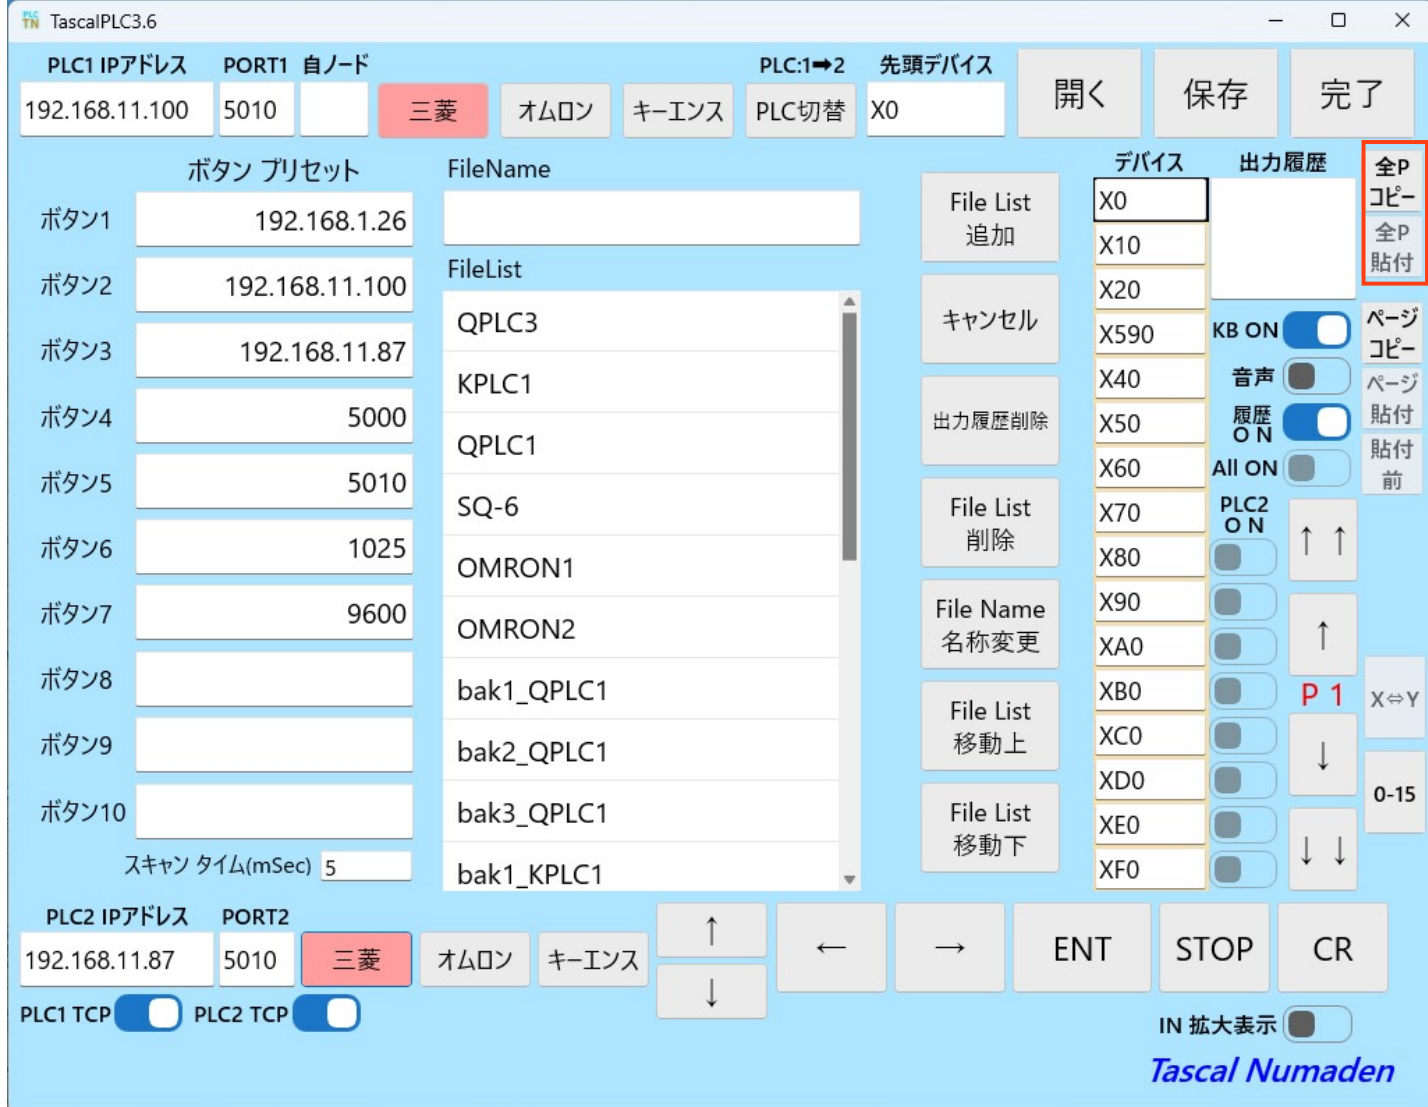 TascalPLC3.6
PLC1 IPアドレス PORT1 自ノード PLC:1➡2 先頭デバイス
192.168.11.100 5010 三菱 オムロン キーエンス PLC切替 X0 開く 保存 完了
ボタン プリセット
ボタン1 192.168.1.26
ボタン2 192.168.11.100
ボタン3 192.168.11.87
ボタン4 5000
ボタン5 5010
ボタン6 1025
ボタン7 9600
ボタン8
ボタン9
ボタン10
スキャン タイム(mSec) 5
FileName
FileList
QPLC3
KPLC1
QPLC1
SQ-6
OMRON1
OMRON2
bak1_QPLC1
bak2_QPLC1
bak3_QPLC1
bak1_KPLC1
File List
追加
キャンセル
出力履歴削除
File List
削除
File Name
名称変更
File List
移動上
File List
移動下
デバイス
X0
X10
X20
X590
X40
X50
X60
X70
X80
X90
XA0
XB0
XC0
XD0
XE0
XF0
出力履歴
KB ON
音声
履歴
O N
All ON
PLC2
O N
↑ ↑
↑
P 1
↓
↓ ↓
全P
コピー
全P
貼付
ページ
コピー
ページ
貼付
貼付
前
X⇔Y
0-15
PLC2 IPアドレス PORT2
192.168.11.87 5010 三菱 オムロン キーエンス
↑
↓
← → ENT STOP CR
PLC1 TCP PLC2 TCP
IN 拡大表示
Tascal Numaden